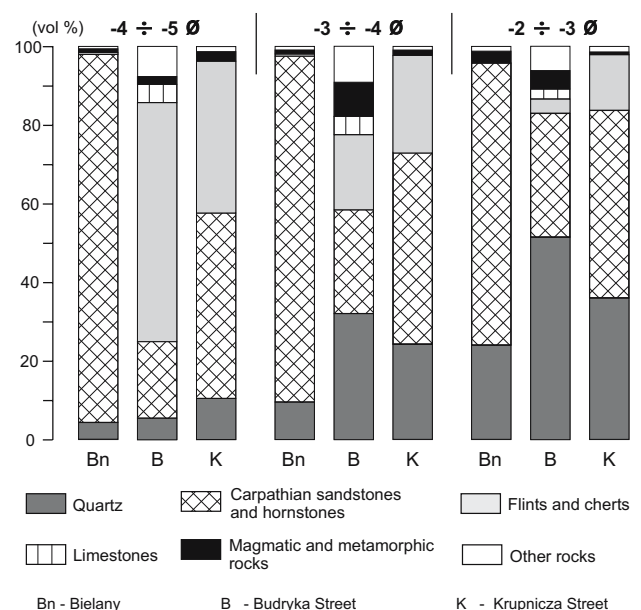 (vol %)
-4 ÷ -5 Ø
-3 ÷ -4 Ø
-2 ÷ -3 Ø
100
80
60
40
20
0
Bn B K Bn B K Bn B K
Quartz
Carpathian sandstones
and hornstones
Flints and cherts
Limestones
Magmatic and metamorphic
rocks
Other rocks
Bn - Bielany B - Budryka Street K - Krupnicza Street